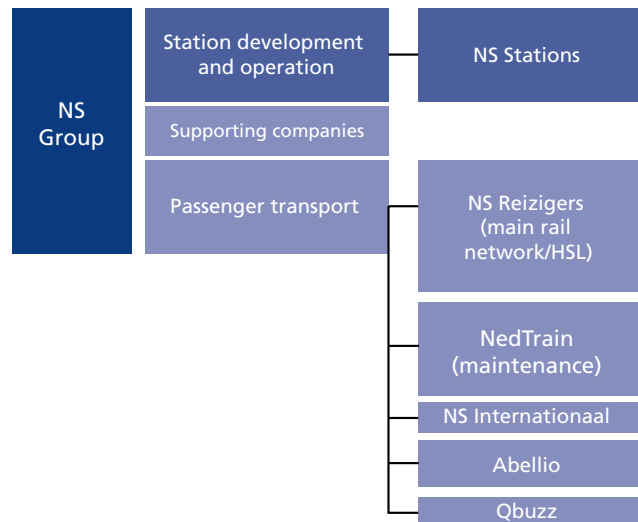 NS
Group
Station development
and operation
NS Stations
Supporting companies
Passenger transport
NS Reizigers
(main rail
network/HSL)
NedTrain
(maintenance)
NS Internationaal
Abellio
Qbuzz